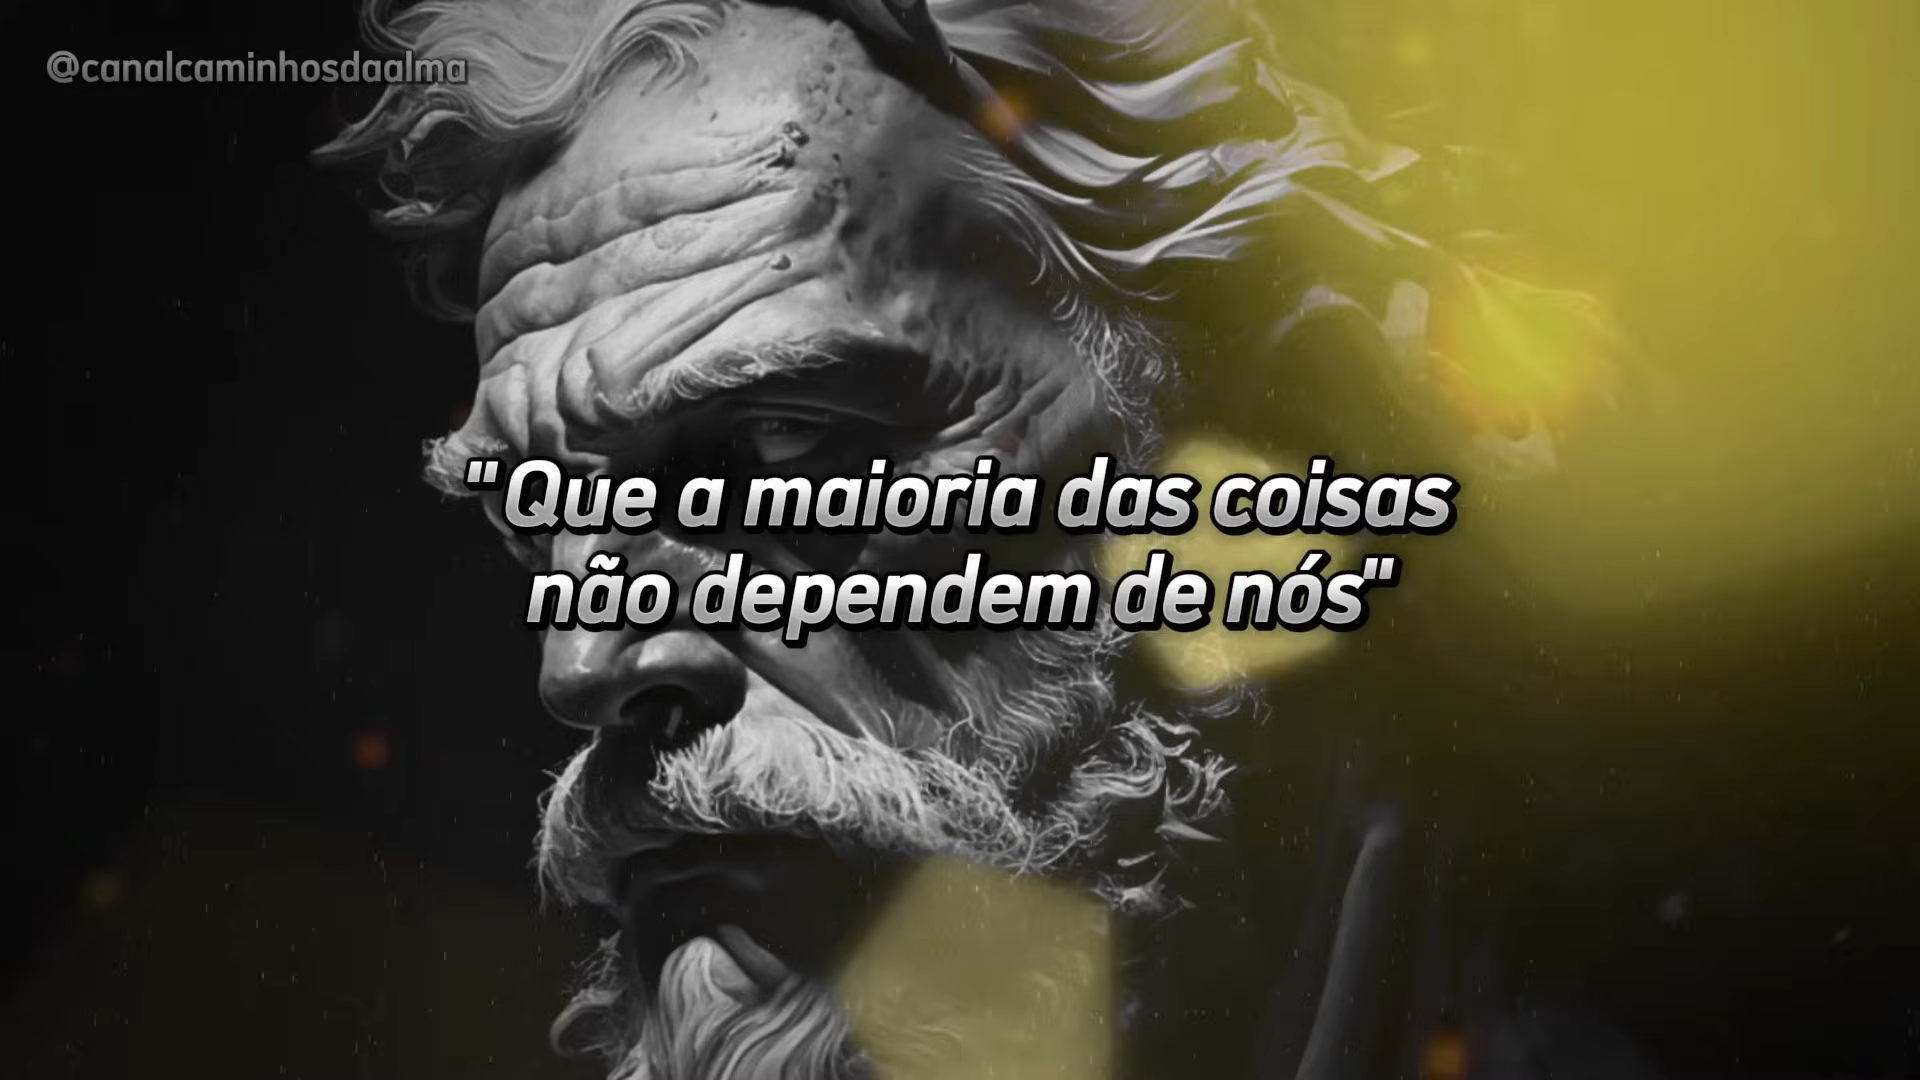 @canalcaminhosdaalma
"Que a maioria das coisas
não dependem de nós"